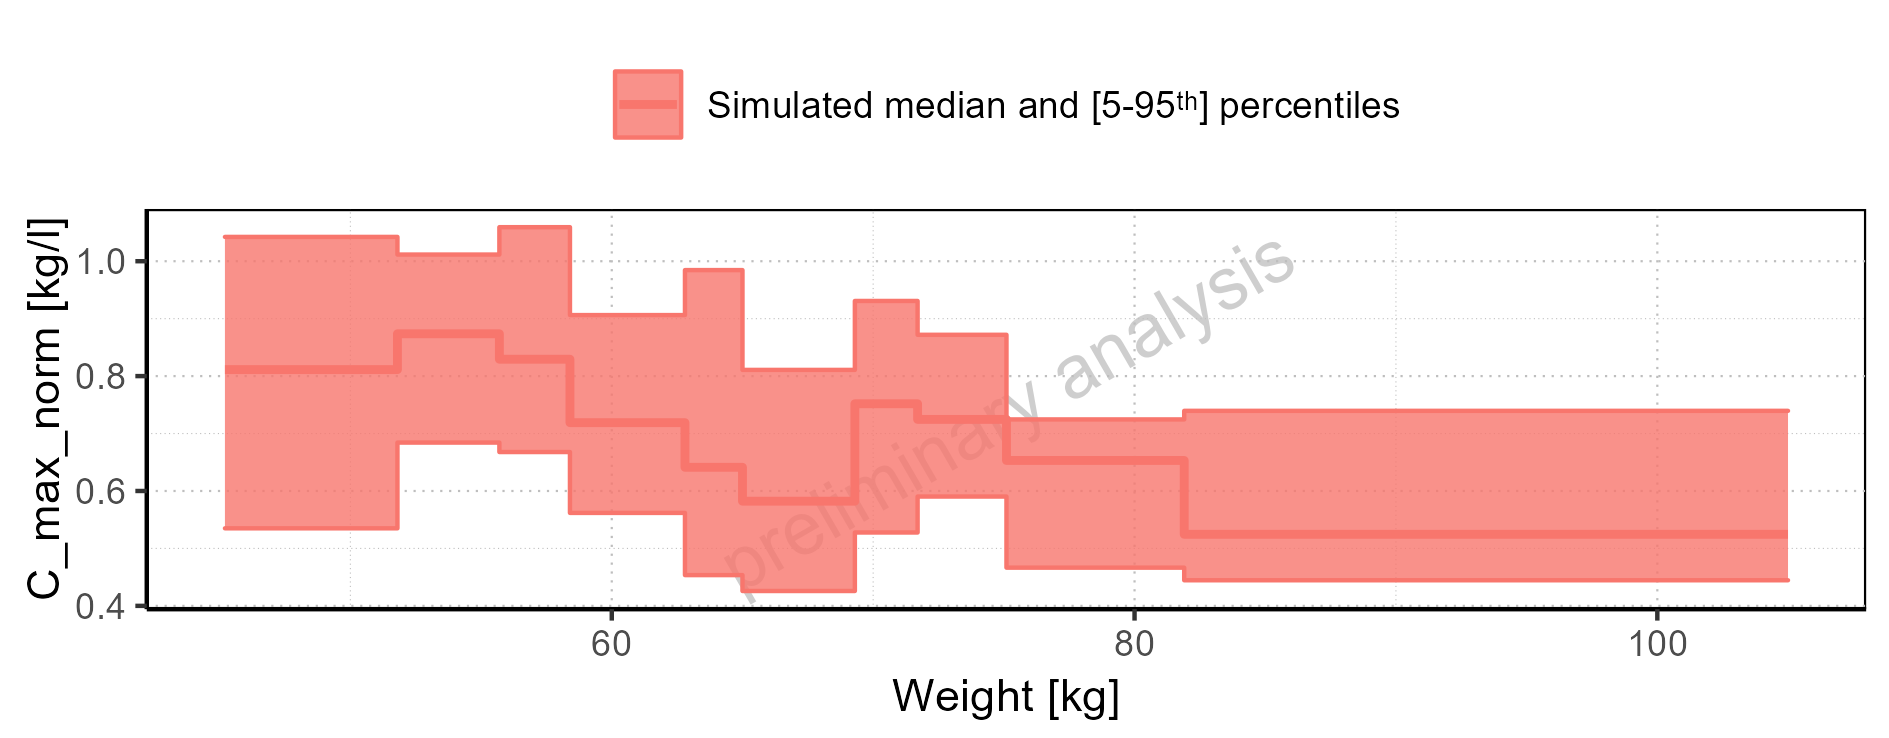 Simulated median and [5-95th] percentiles
C_max_norm [kg/l]
1.0
0.8
0.6
0.4
preliminary analysis
60 80 100
Weight [kg]